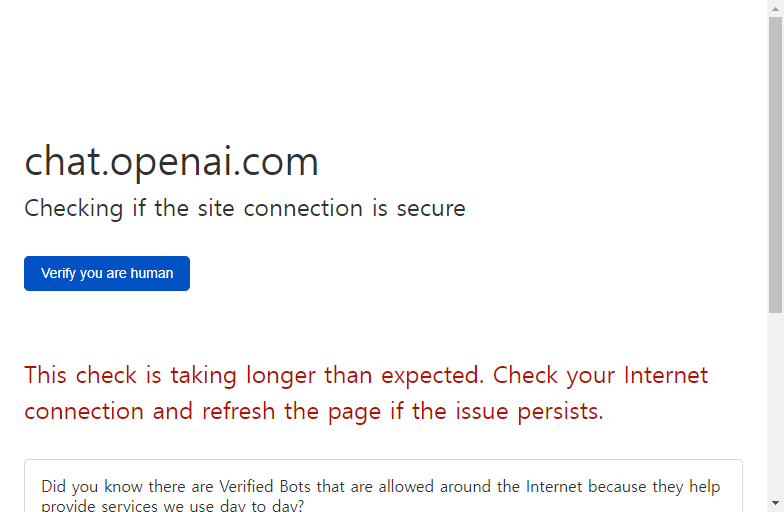 chat.openai.com
Checking if the site connection is secure
Verify you are human
This check is taking longer than expected. Check your Internet
connection and refresh the page if the issue persists.
Did you know there are Verified Bots that are allowed around the Internet because they help
provide services we use day to day?